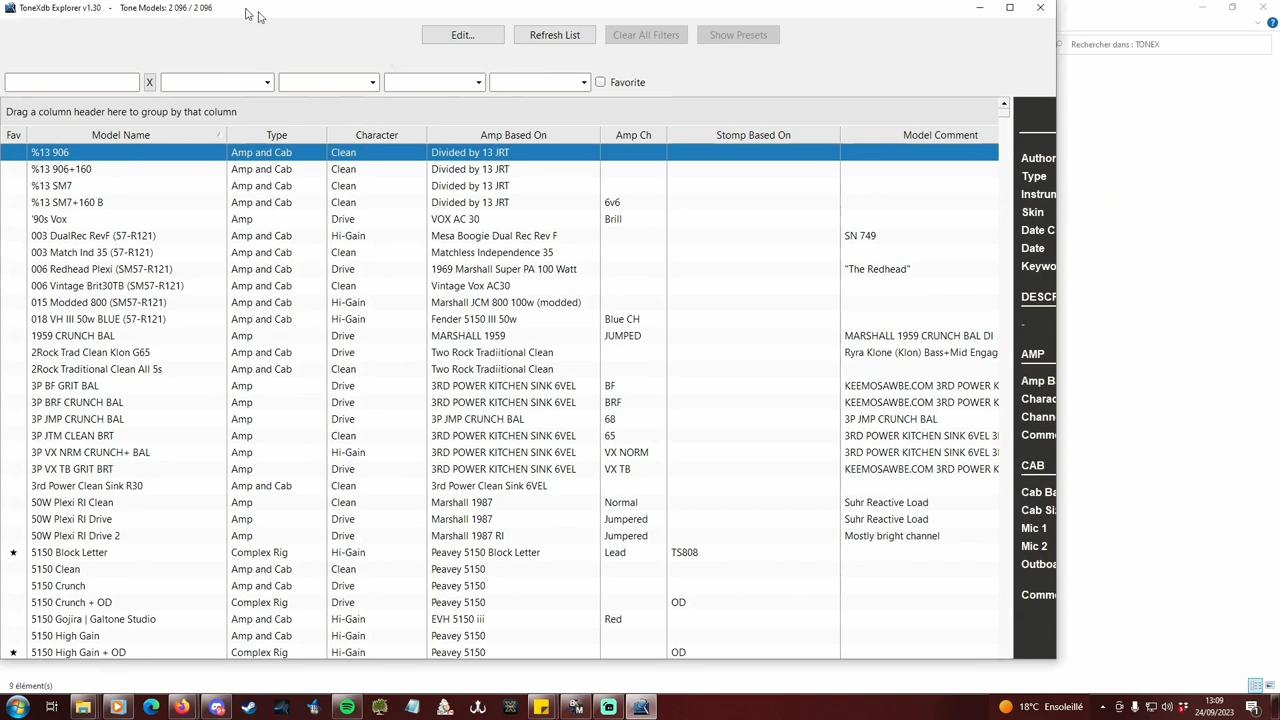 ToneXdb Explorer v1.30 - Tone Models: 2 096 / 2 096
Edit... Refresh List Clear All Filters Show Presets
Rechercher dans : TONEX
X Favorite
Drag a column header here to group by that column
Fav Model Name Type Character Amp Based On Amp Ch Stomp Based On Model Comment
%13 906 Amp and Cab Clean Divided by 13 JRT
%13 906+160 Amp and Cab Clean Divided by 13 JRT
%13 SM7 Amp and Cab Clean Divided by 13 JRT
%13 SM7+160 B Amp and Cab Clean Divided by 13 JRT 6v6
'90s Vox Amp Drive VOX AC 30 Brill
003 DualRec RevF (57-R121) Amp and Cab Hi-Gain Mesa Boogie Dual Rec Rev F SN 749
003 Match Ind 35 (57-R121) Amp and Cab Clean Matchless Independence 35
006 Redhead Plexi (SM57-R121) Amp and Cab Drive 1969 Marshall Super PA 100 Watt "The Redhead"
006 Vintage Brit30TB (SM57-R121) Amp and Cab Drive Vintage Vox AC30
015 Modded 800 (SM57-R121) Amp and Cab Hi-Gain Marshall JCM 800 100w (modded)
018 VH III 50w BLUE (57-R121) Amp and Cab Hi-Gain Fender 5150 III 50w Blue CH
1959 CRUNCH BAL Amp Drive MARSHALL 1959 JUMPED MARSHALL 1959 CRUNCH BAL DI
2Rock Trad Clean Klon G65 Amp and Cab Clean Two Rock Tradiitional Clean Ryra Klone (Klon) Bass+Mid Engag
2Rock Traditional Clean All 5s Amp and Cab Clean Two Rock Tradiitional Clean
3P BF GRIT BAL Amp Drive 3RD POWER KITCHEN SINK 6VEL BF KEEMOSAWBE.COM 3RD POWER K
3P BRF CRUNCH BAL Amp Drive 3RD POWER KITCHEN SINK 6VEL BRF KEEMOSAWBE.COM 3RD POWER K
3P JMP CRUNCH BAL Amp Drive 3P JMP CRUNCH BAL 68 3P JMP CRUNCH BAL
3P JTM CLEAN BRT Amp Clean 3RD POWER KITCHEN SINK 6VEL 65 3RD POWER KITCHEN SINK 6VEL 3I
3P VX NRM CRUNCH+ BAL Amp Hi-Gain 3RD POWER KITCHEN SINK 6VEL VX NORM 3RD POWER KITCHEN SINK 6VEL
3P VX TB GRIT BRT Amp Drive 3RD POWER KITCHEN SINK 6VEL VX TB KEEMOSAWBE.COM 3RD POWER K
3rd Power Clean Sink R30 Amp and Cab Clean 3rd Power Clean Sink 6VEL
50W Plexi RI Clean Amp Clean Marshall 1987 Normal Suhr Reactive Load
50W Plexi RI Drive Amp Drive Marshall 1987 Jumpered Suhr Reactive Load
50W Plexi RI Drive 2 Amp Drive Marshall 1987 RI Jumpered Mostly bright channel
★ 5150 Block Letter Complex Rig Hi-Gain Peavey 5150 Block Letter Lead TS808
5150 Clean Amp and Cab Clean Peavey 5150
5150 Crunch Amp and Cab Drive Peavey 5150
5150 Crunch + OD Complex Rig Drive Peavey 5150 OD
5150 Gojira | Galtone Studio Amp and Cab Hi-Gain EVH 5150 iii Red
5150 High Gain Amp and Cab Hi-Gain Peavey 5150
★ 5150 High Gain + OD Complex Rig Hi-Gain Peavey 5150 OD
Author
Type
Instrum
Skin
Date C
Date
Keywo
DESCR
-
AMP
Amp B
Charac
Chann
Comme
CAB
Cab Ba
Cab Si
Mic 1
Mic 2
Outboa
Comme
9 élément(s)
18°C Ensoleillé
13:09
24/09/2023